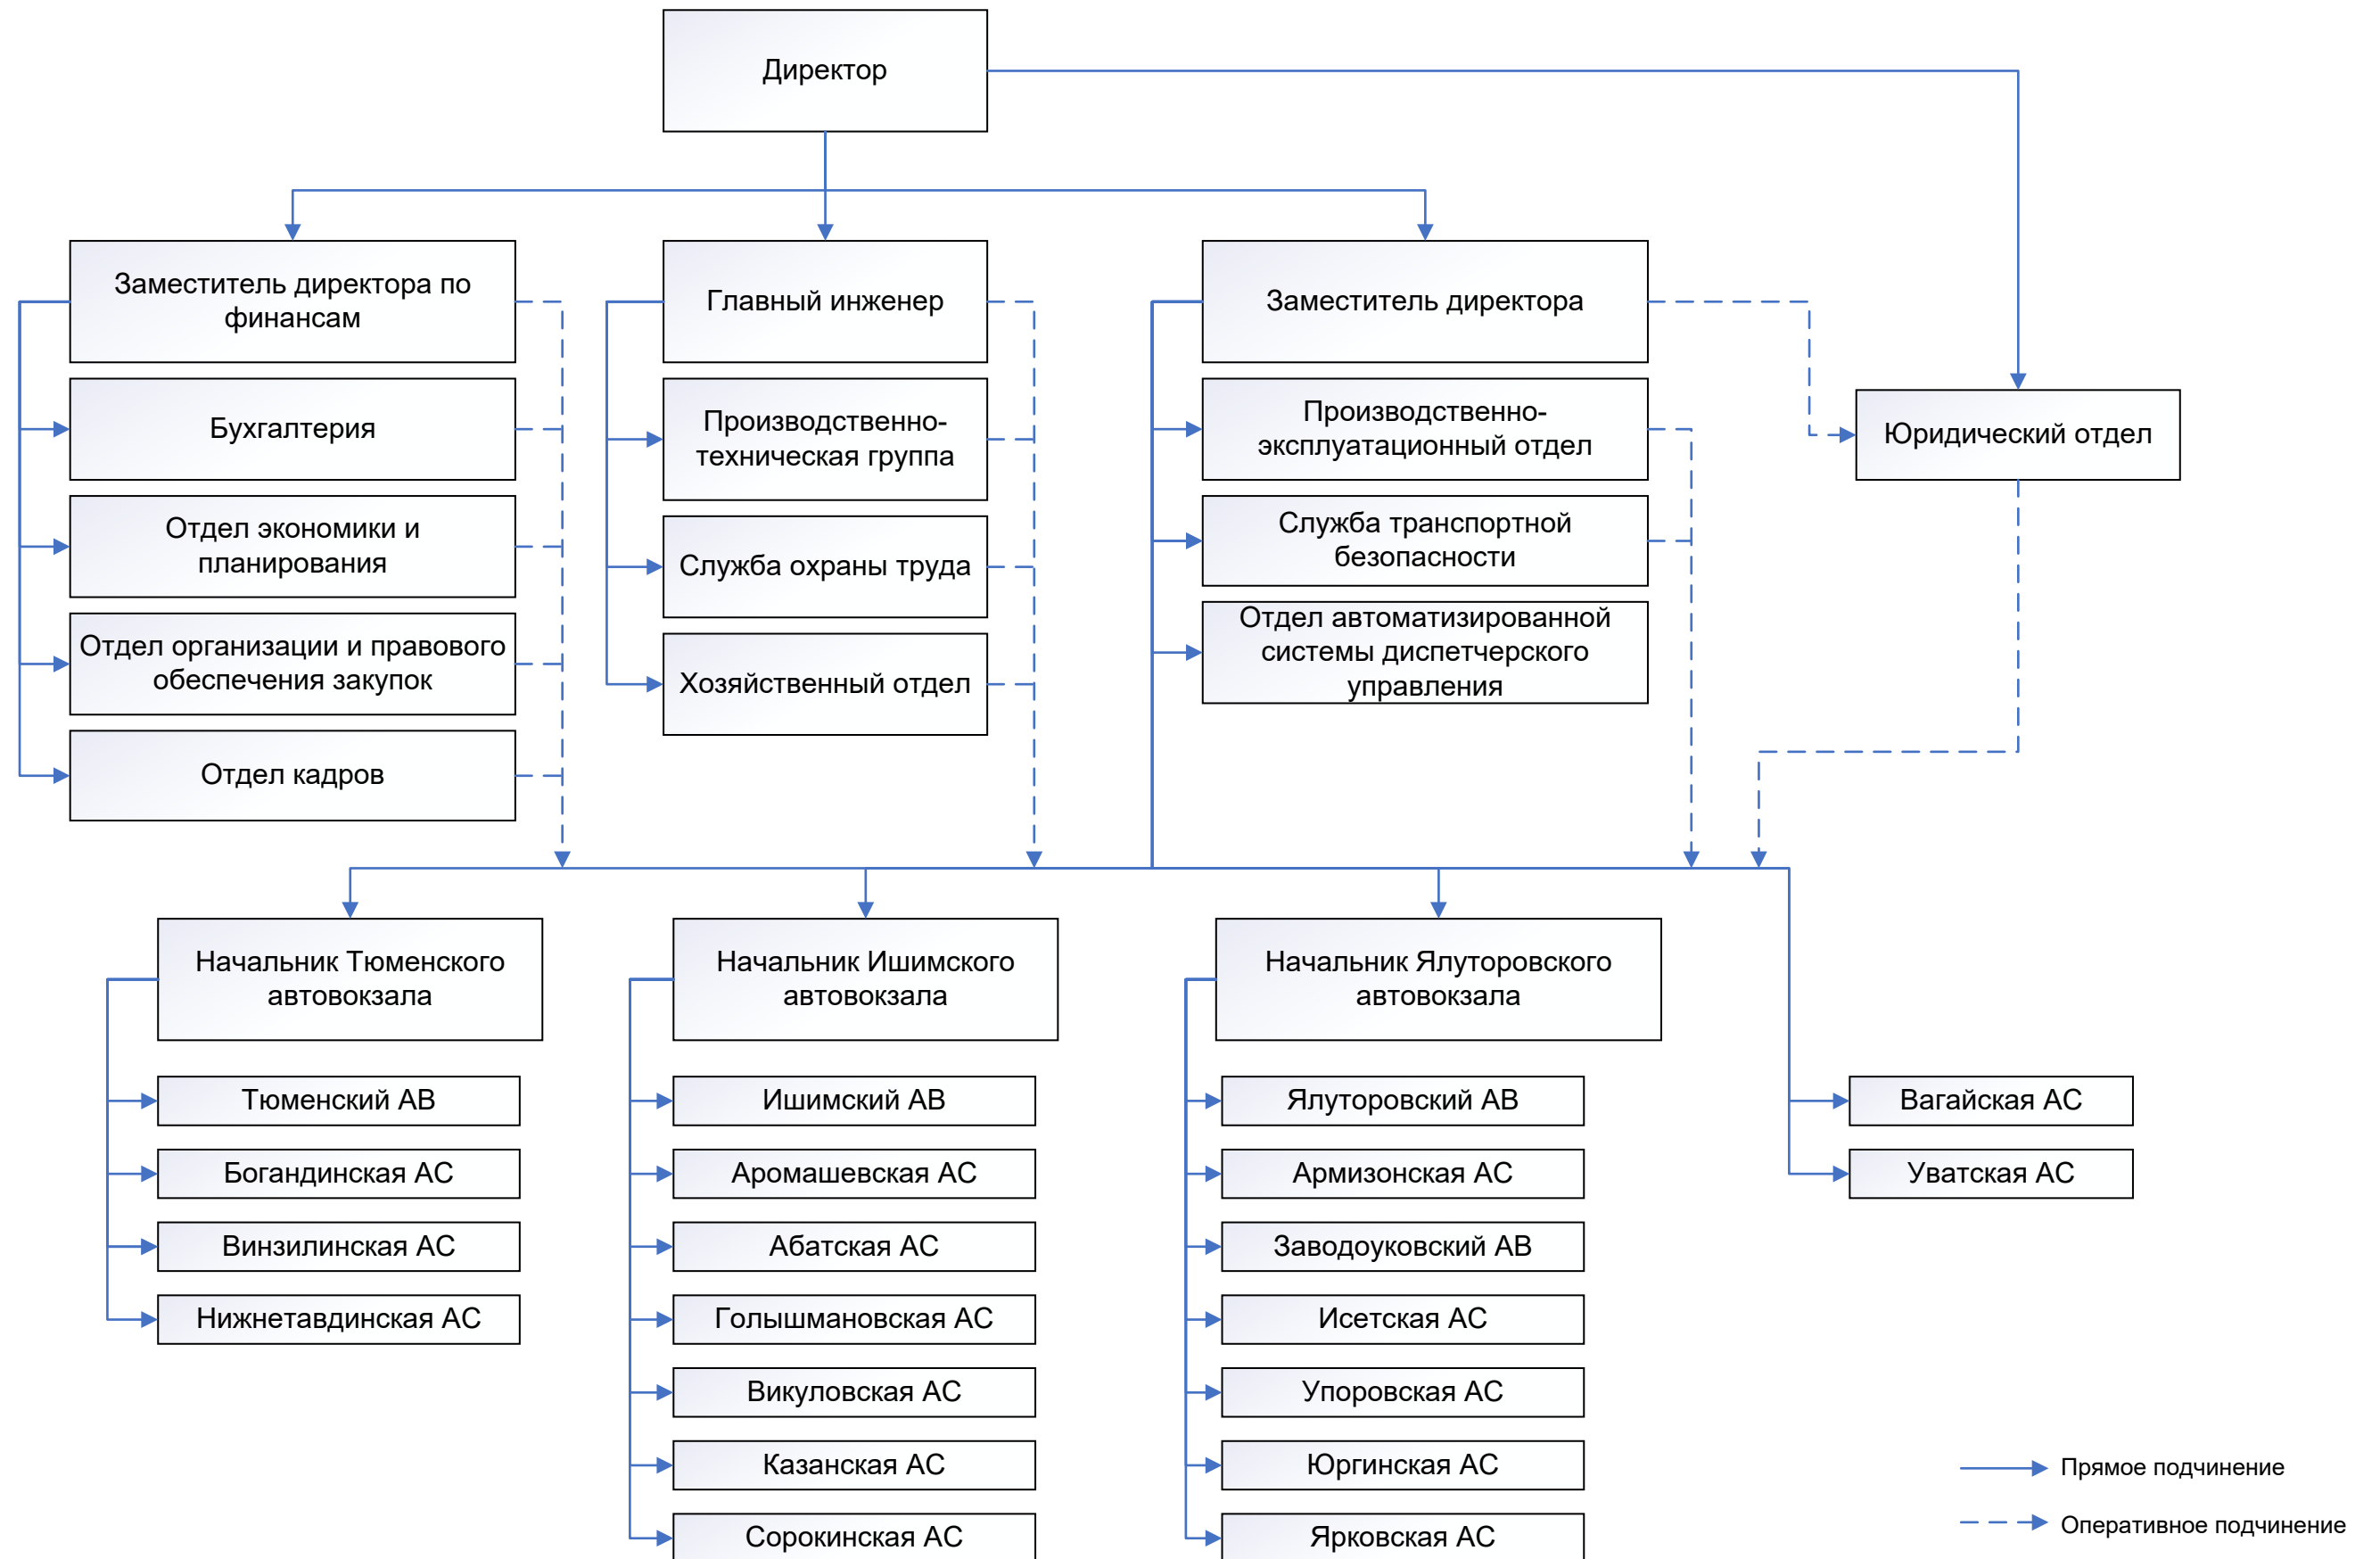 Директор
Заместитель директора по
финансам
Главный инженер
Заместитель директора
Бухгалтерия
Производственно-
техническая группа
Производственно-
эксплуатационный отдел
Юридический отдел
Отдел экономики и
планирования
Служба охраны труда
Служба транспортной
безопасности
Отдел организации и правового
обеспечения закупок
Хозяйственный отдел
Отдел автоматизированной
системы диспетчерского
управления
Отдел кадров
Начальник Тюменского
автовокзала
Начальник Ишимского
автовокзала
Начальник Ялуторовского
автовокзала
Тюменский АВ
Ишимский АВ
Ялуторовский АВ
Вагайская АС
Богандинская АС
Аромашевская АС
Армизонская АС
Уватская АС
Винзилинская АС
Абатская АС
Заводоуковский АВ
Нижнетавдинская АС
Голышмановская АС
Исетская АС
Викуловская АС
Упоровская АС
Казанская АС
Юргинская АС
Прямое подчинение
Сорокинская АС
Ярковская АС
Оперативное подчинение